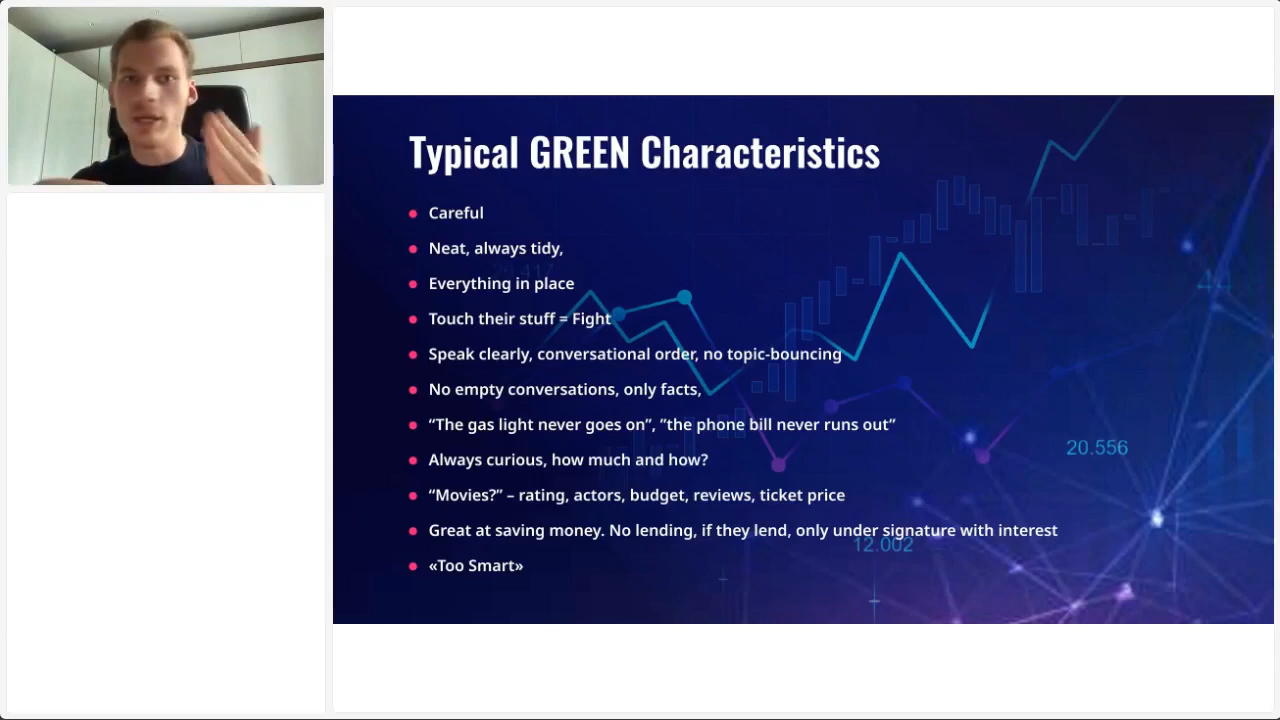 Typical GREEN Characteristics
Careful
Neat, always tidy,
Everything in place
Touch their stuff = Fight
Speak clearly, conversational order, no topic-bouncing
No empty conversations, only facts,
“The gas light never goes on”, ”the phone bill never runs out”
20.556
Always curious, how much and how?
“Movies?” – rating, actors, budget, reviews, ticket price
Great at saving money. No lending, if they lend, only under signature with interest
12.002
«Too Smart»